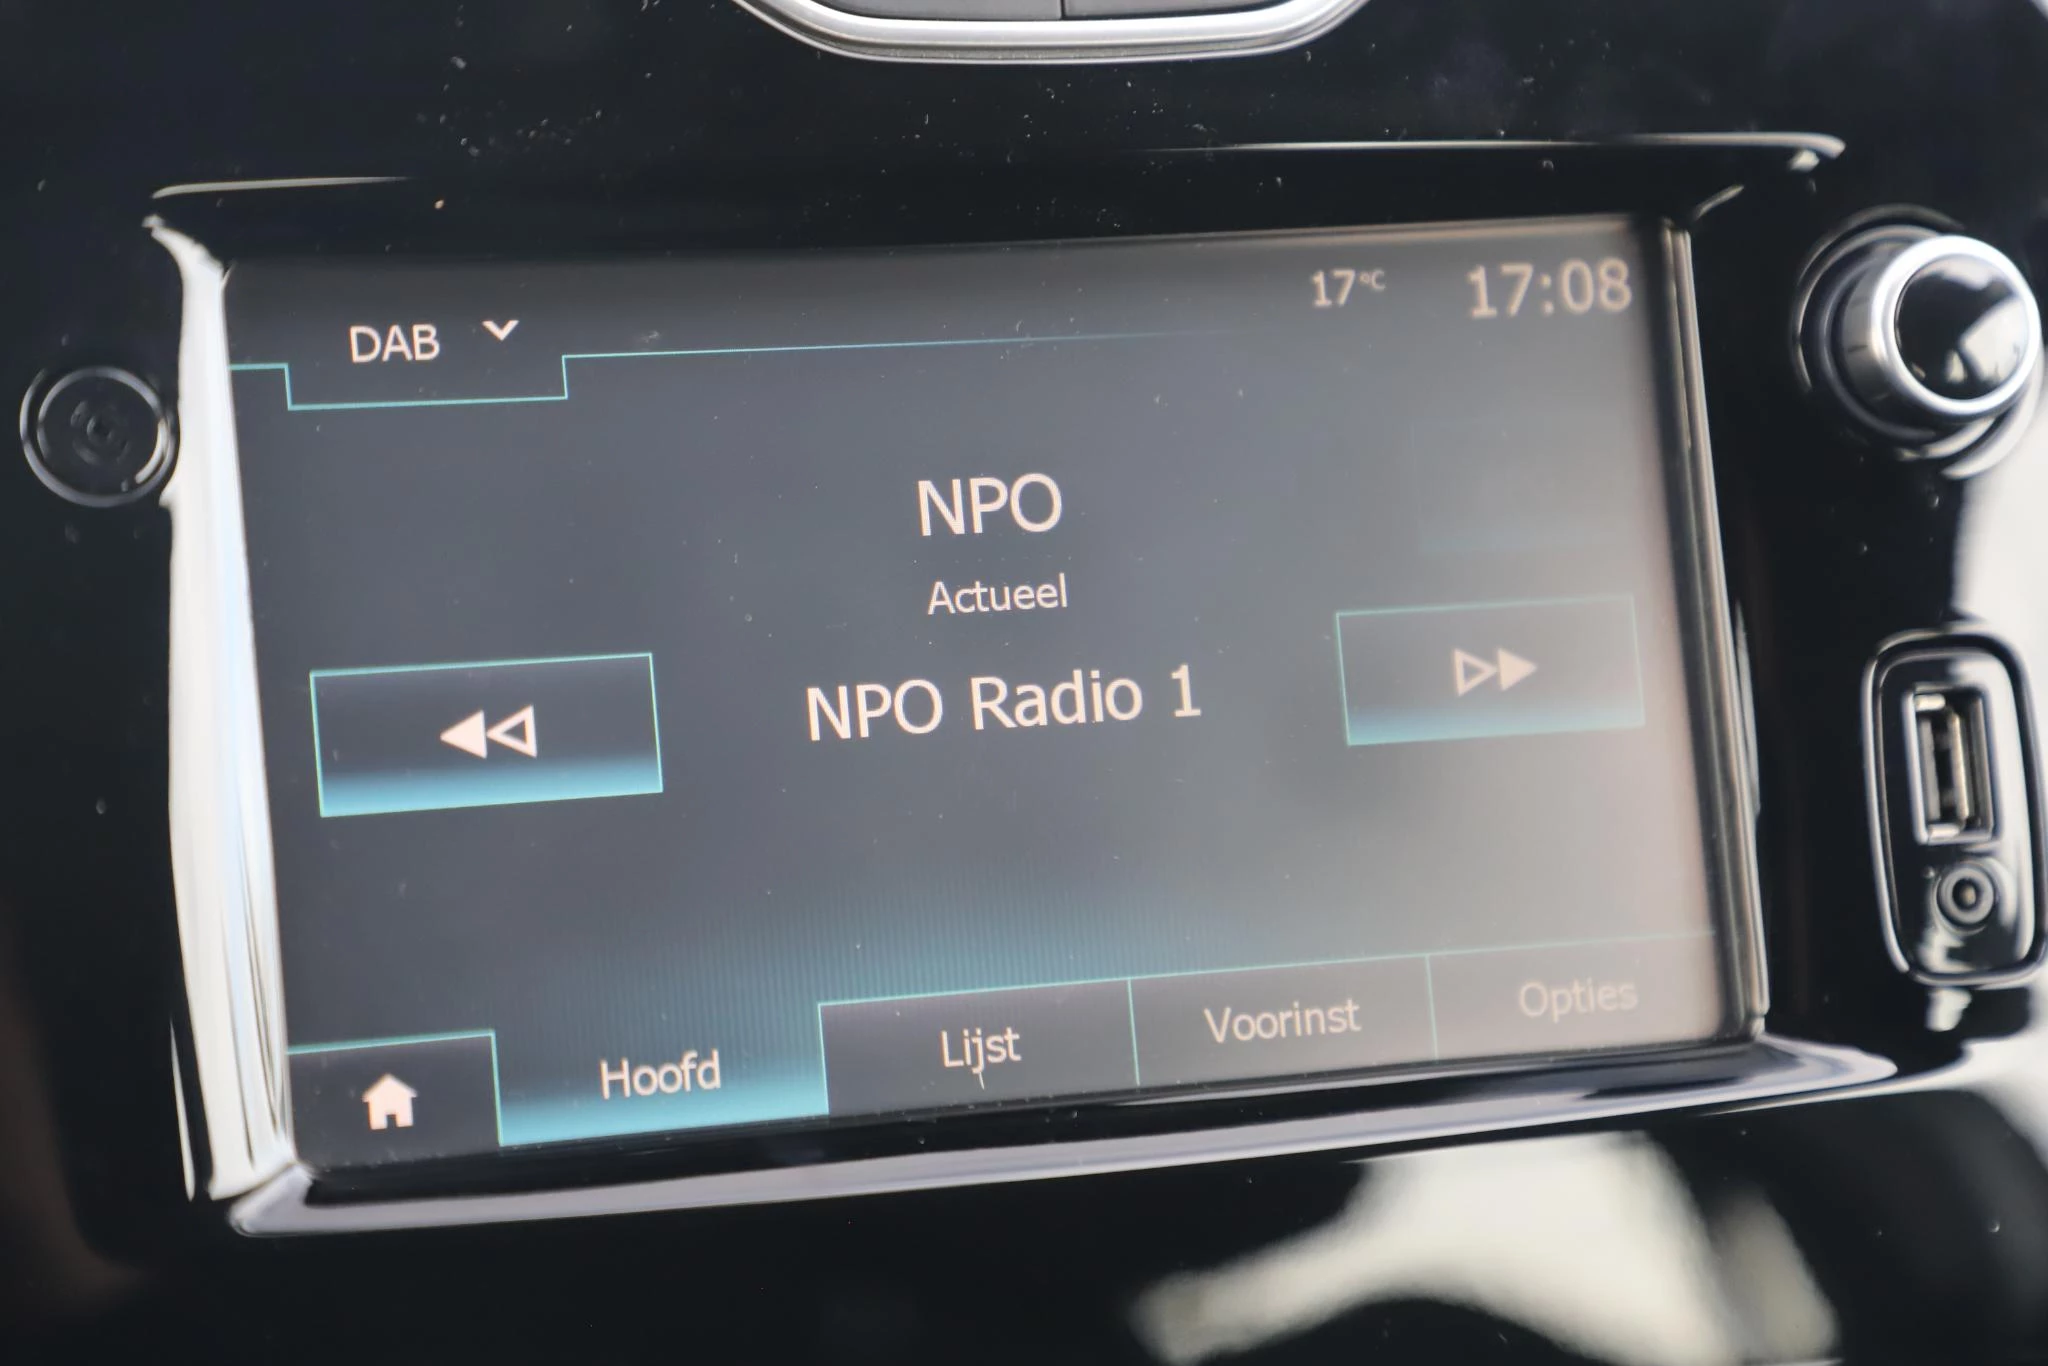 DAB
17°C 17:08
NPO
Actueel
NPO Radio 1
Hoofd
Lijst
Voorinst
Opties